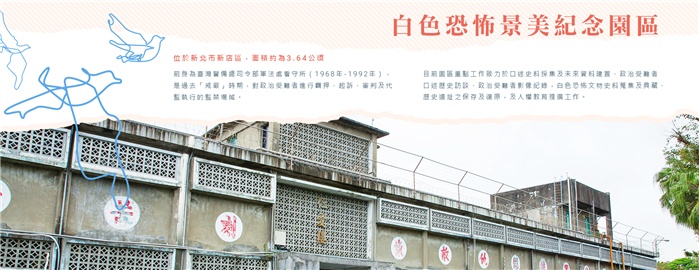 白色恐怖景美紀念園區
位於新北市新店區，面積約為3.64公頃
前身為臺灣警備總司令部軍法處看守所（1968年-1992年），
是過去「戒嚴」時期，對政治受難者進行羈押、起訴、審判及代
監執行的監禁場域。
目前園區重點工作致力於口述史料採集及未來資料建置、政治受難者
口述歷史訪談、政治受難者影像紀錄、白色恐怖文物史料蒐集及典藏、
歷史遺址之保存及復原，及人權教育推廣工作。